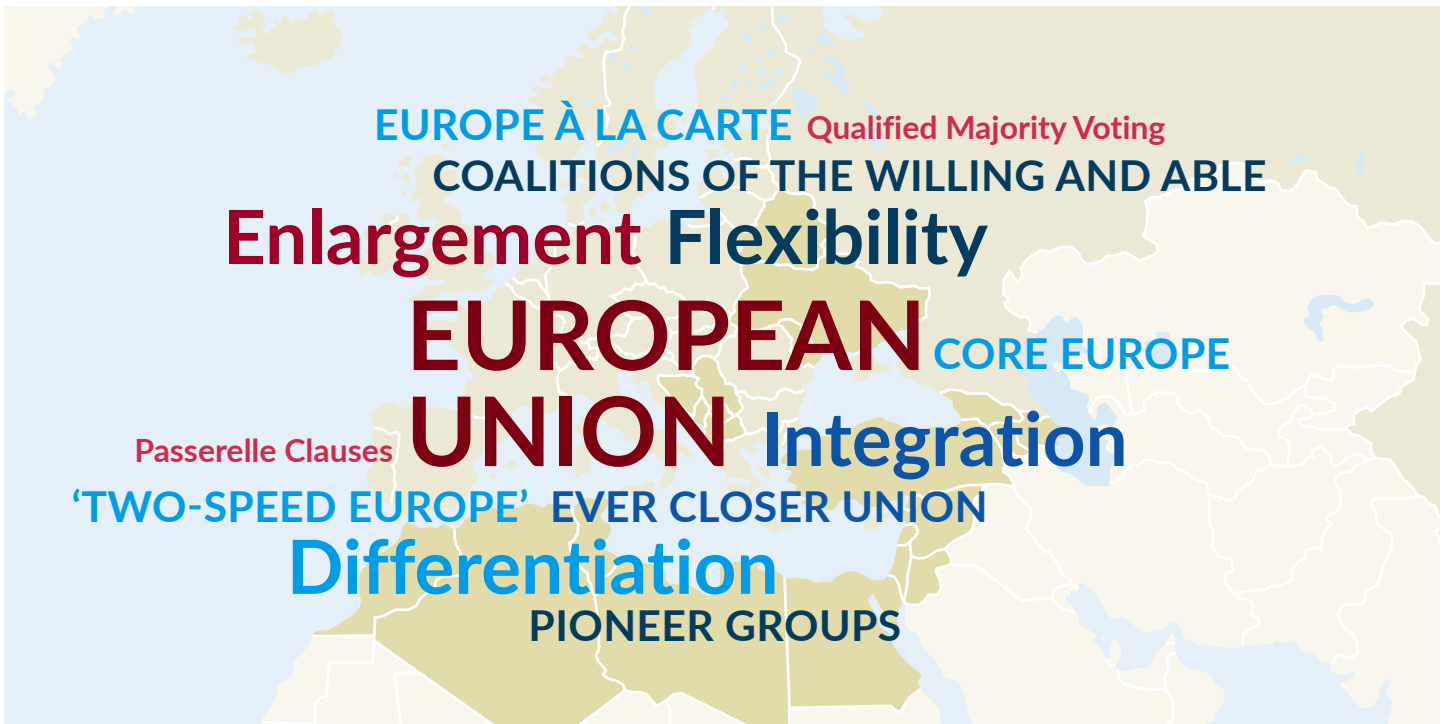 EUROPE À LA CARTE Qualified Majority Voting
COALITIONS OF THE WILLING AND ABLE
Enlargement Flexibility
EUROPEAN
CORE EUROPE
UNION Integration
Passerelle Clauses
‘TWO-SPEED EUROPE’ EVER CLOSER UNION
Differentiation
PIONEER GROUPS